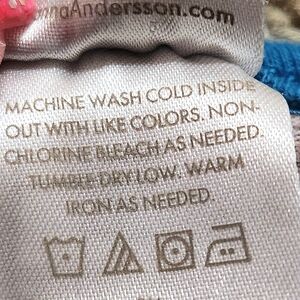 nnaAndersson.com
MACHINE WASH COLD INSIDE
OUT WITH LIKE COLORS. NON-
CHLORINE BLEACH AS NEEDED.
TUMBLE DRY LOW. WARM
IRON AS NEEDED.